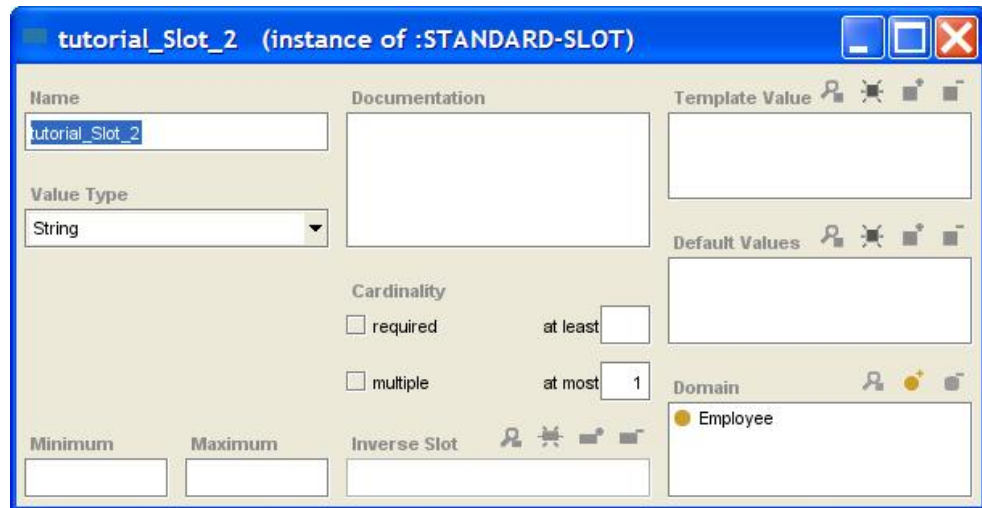 tutorial_Slot_2 (instance of :STANDARD-SLOT)
Name
tutorial_Slot_2
Value Type
String
Documentation
Cardinality
required at least
multiple at most 1
Minimum Maximum
Inverse Slot
Template Value
Default Values
Domain
Employee